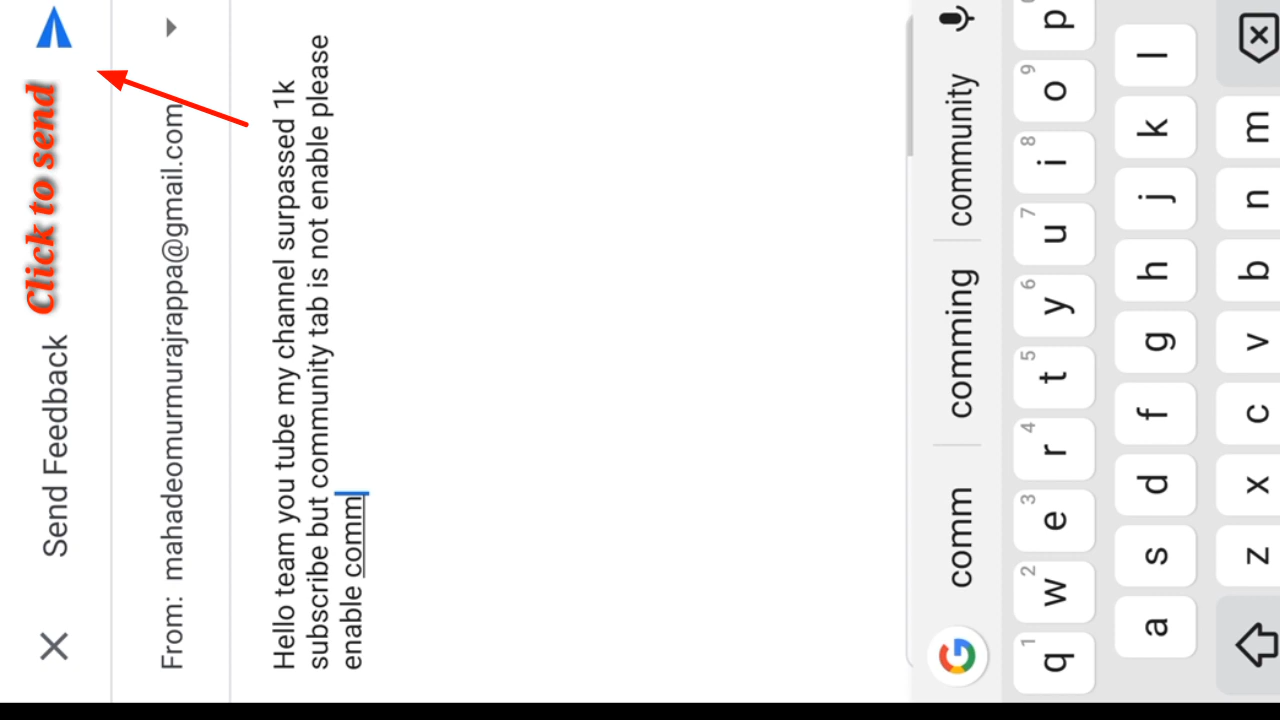 Send Feedback
Click to send
From: mahadeomurmurajrappa@gmail.com
Hello team you tube my channel surpassed 1k
subscribe but community tab is not enable please
enable comm
comm comming community
1 2 3 4 5 6 7 8 9
q w e r t y u i o p
a s d f g h j k l
z x c v b n m